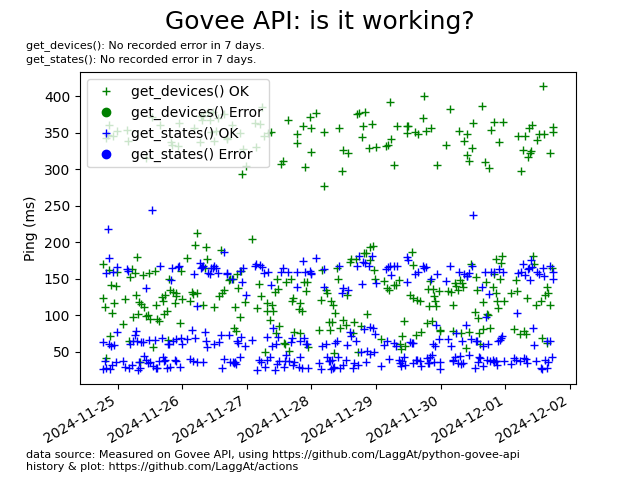 Govee API: is it working?
get_devices(): No recorded error in 7 days.
get_states(): No recorded error in 7 days.
get_devices() OK
get_devices() Error
get_states() OK
get_states() Error
400
350
300
250
200
150
100
50
Ping (ms)
2024-11-25
2024-11-26
2024-11-27
2024-11-28
2024-11-29
2024-11-30
2024-12-01
2024-12-02
data source: Measured on Govee API, using https://github.com/LaggAt/python-govee-api
history & plot: https://github.com/LaggAt/actions